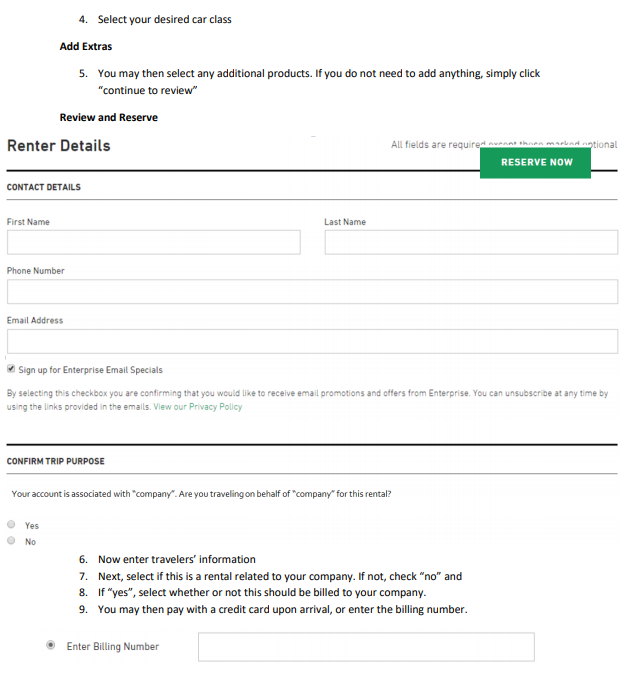 4. Select your desired car class
Add Extras
5. You may then select any additional products. If you do not need to add anything, simply click
"continue to review"
Review and Reserve
Renter Details
All fields are required except those marked optional
RESERVE NOW
CONTACT DETAILS
First Name
Last Name
Phone Number
Email Address
Sign up for Enterprise Email Specials
By selecting this checkbox you are confirming that you would like to receive email promotions and offers from Enterprise. You can unsubscribe at any time by
using the links provided in the emails. View our Privacy Policy
CONFIRM TRIP PURPOSE
Your account is associated with "company". Are you traveling on behalf of "company" for this rental?
Yes
No
6. Now enter travelers' information
7. Next, select if this is a rental related to your company. If not, check "no" and
8. If "yes", select whether or not this should be billed to your company.
9. You may then pay with a credit card upon arrival, or enter the billing number.
Enter Billing Number